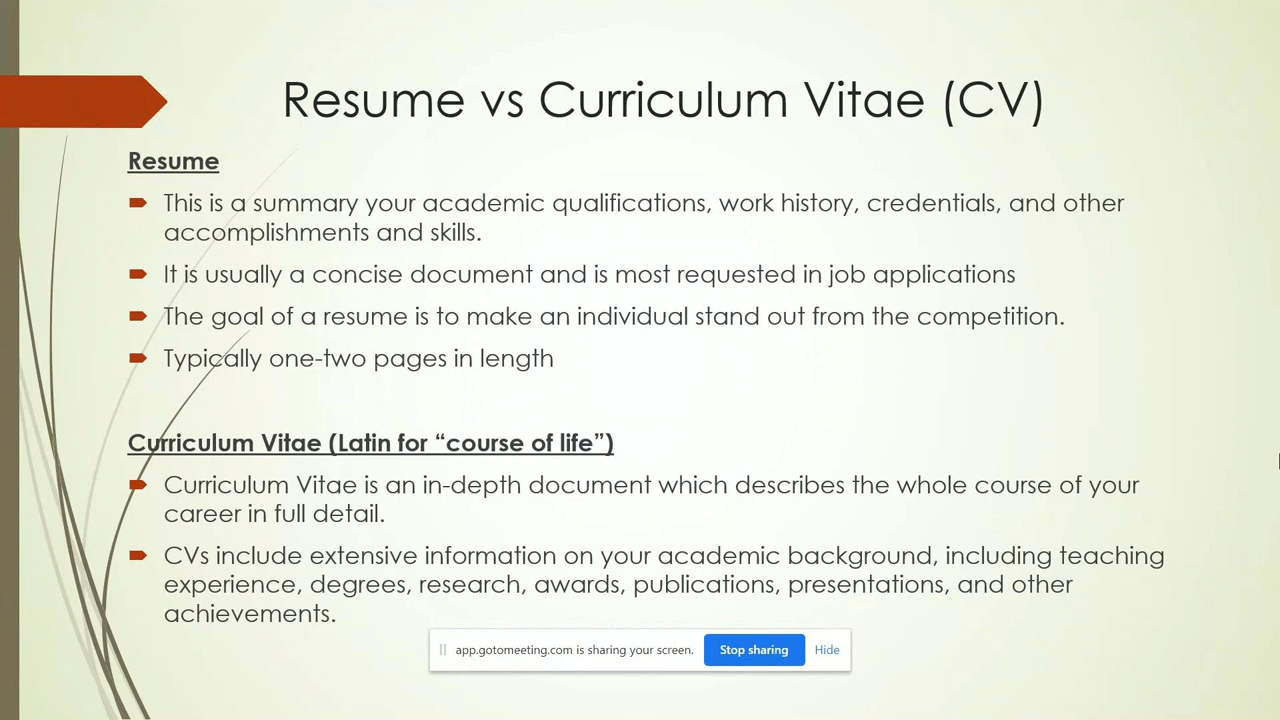 Resume vs Curriculum Vitae (CV)
Resume
This is a summary your academic qualifications, work history, credentials, and other
accomplishments and skills.
It is usually a concise document and is most requested in job applications
The goal of a resume is to make an individual stand out from the competition.
Typically one-two pages in length
Curriculum Vitae (Latin for “course of life”)
Curriculum Vitae is an in-depth document which describes the whole course of your
career in full detail.
CVs include extensive information on your academic background, including teaching
experience, degrees, research, awards, publications, presentations, and other
achievements.
app.gotomeeting.com is sharing your screen. Stop sharing Hide